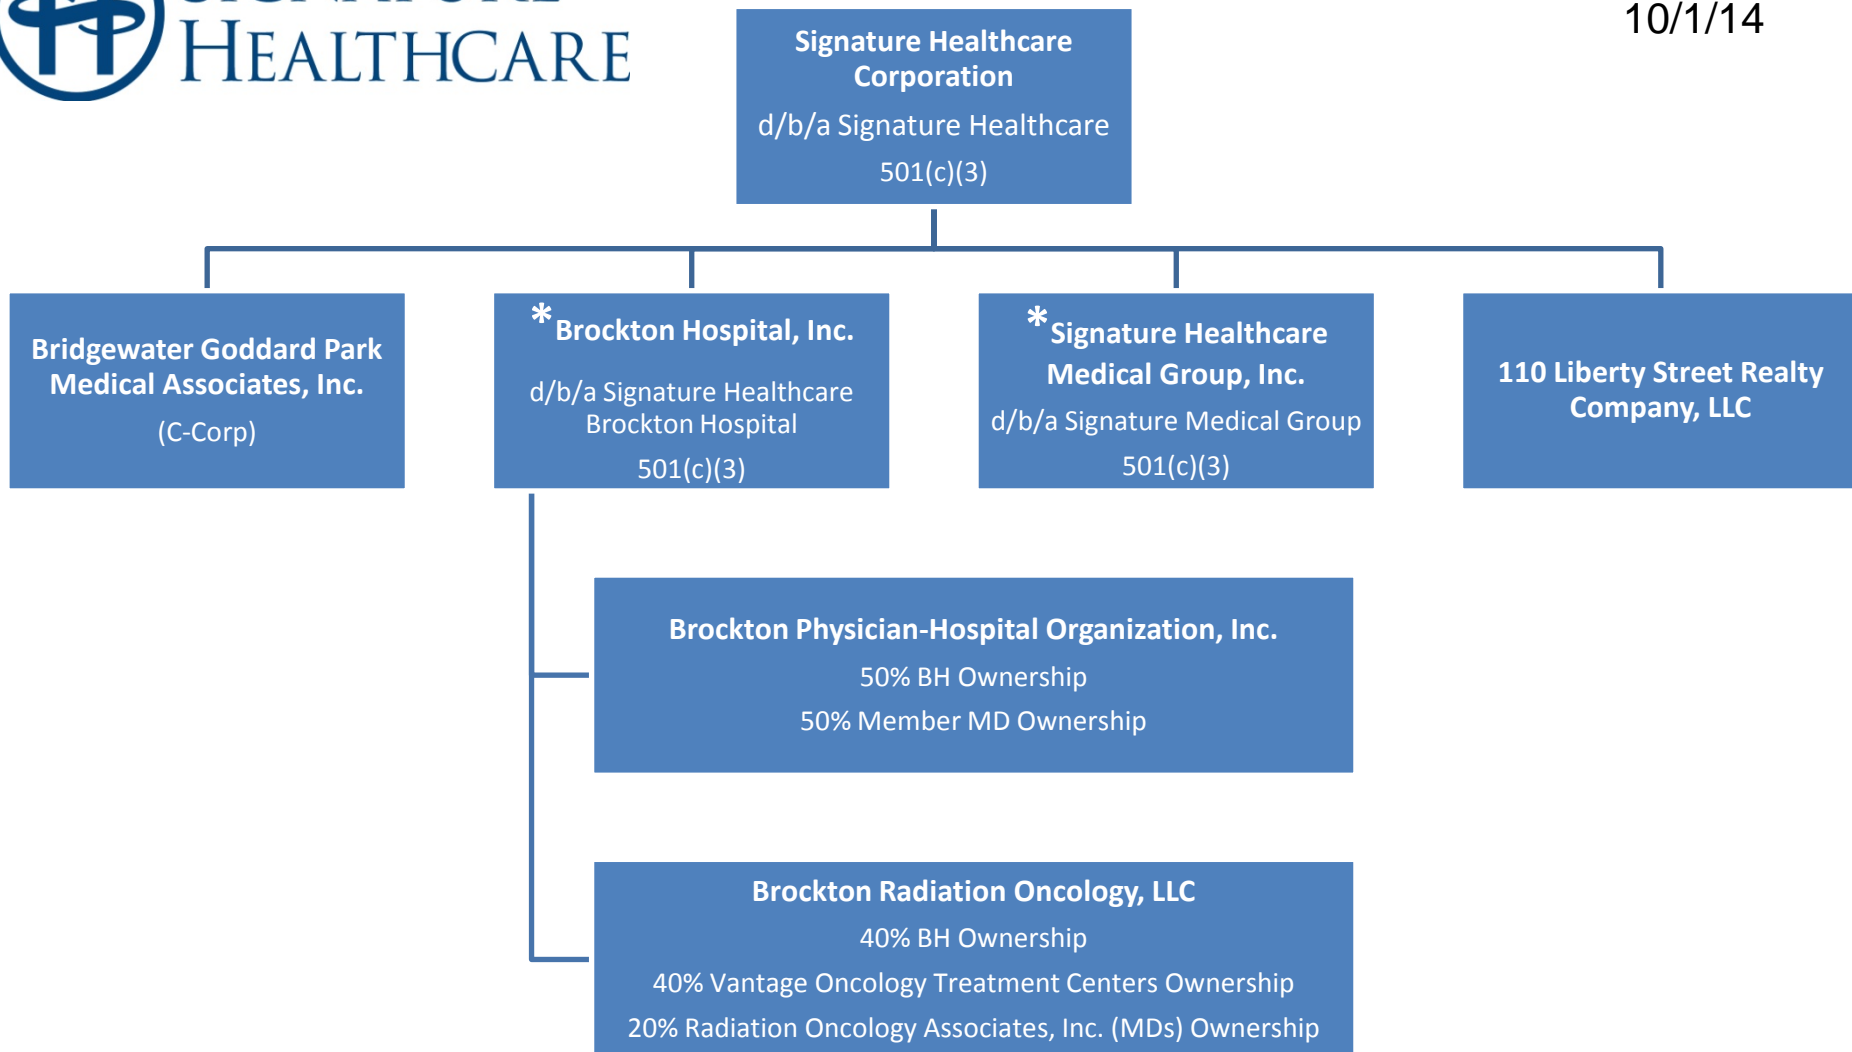 HEALTHCARE
10/1/14
Signature Healthcare
Corporation
d/b/a Signature Healthcare
501(c)(3)
Bridgewater Goddard Park
Medical Associates, Inc.
(C-Corp)
*Brockton Hospital, Inc.
d/b/a Signature Healthcare
Brockton Hospital
501(c)(3)
*Signature Healthcare
Medical Group, Inc.
d/b/a Signature Medical Group
501(c)(3)
110 Liberty Street Realty
Company, LLC
Brockton Physician-Hospital Organization, Inc.
50% BH Ownership
50% Member MD Ownership
Brockton Radiation Oncology, LLC
40% BH Ownership
40% Vantage Oncology Treatment Centers Ownership
20% Radiation Oncology Associates, Inc. (MDs) Ownership